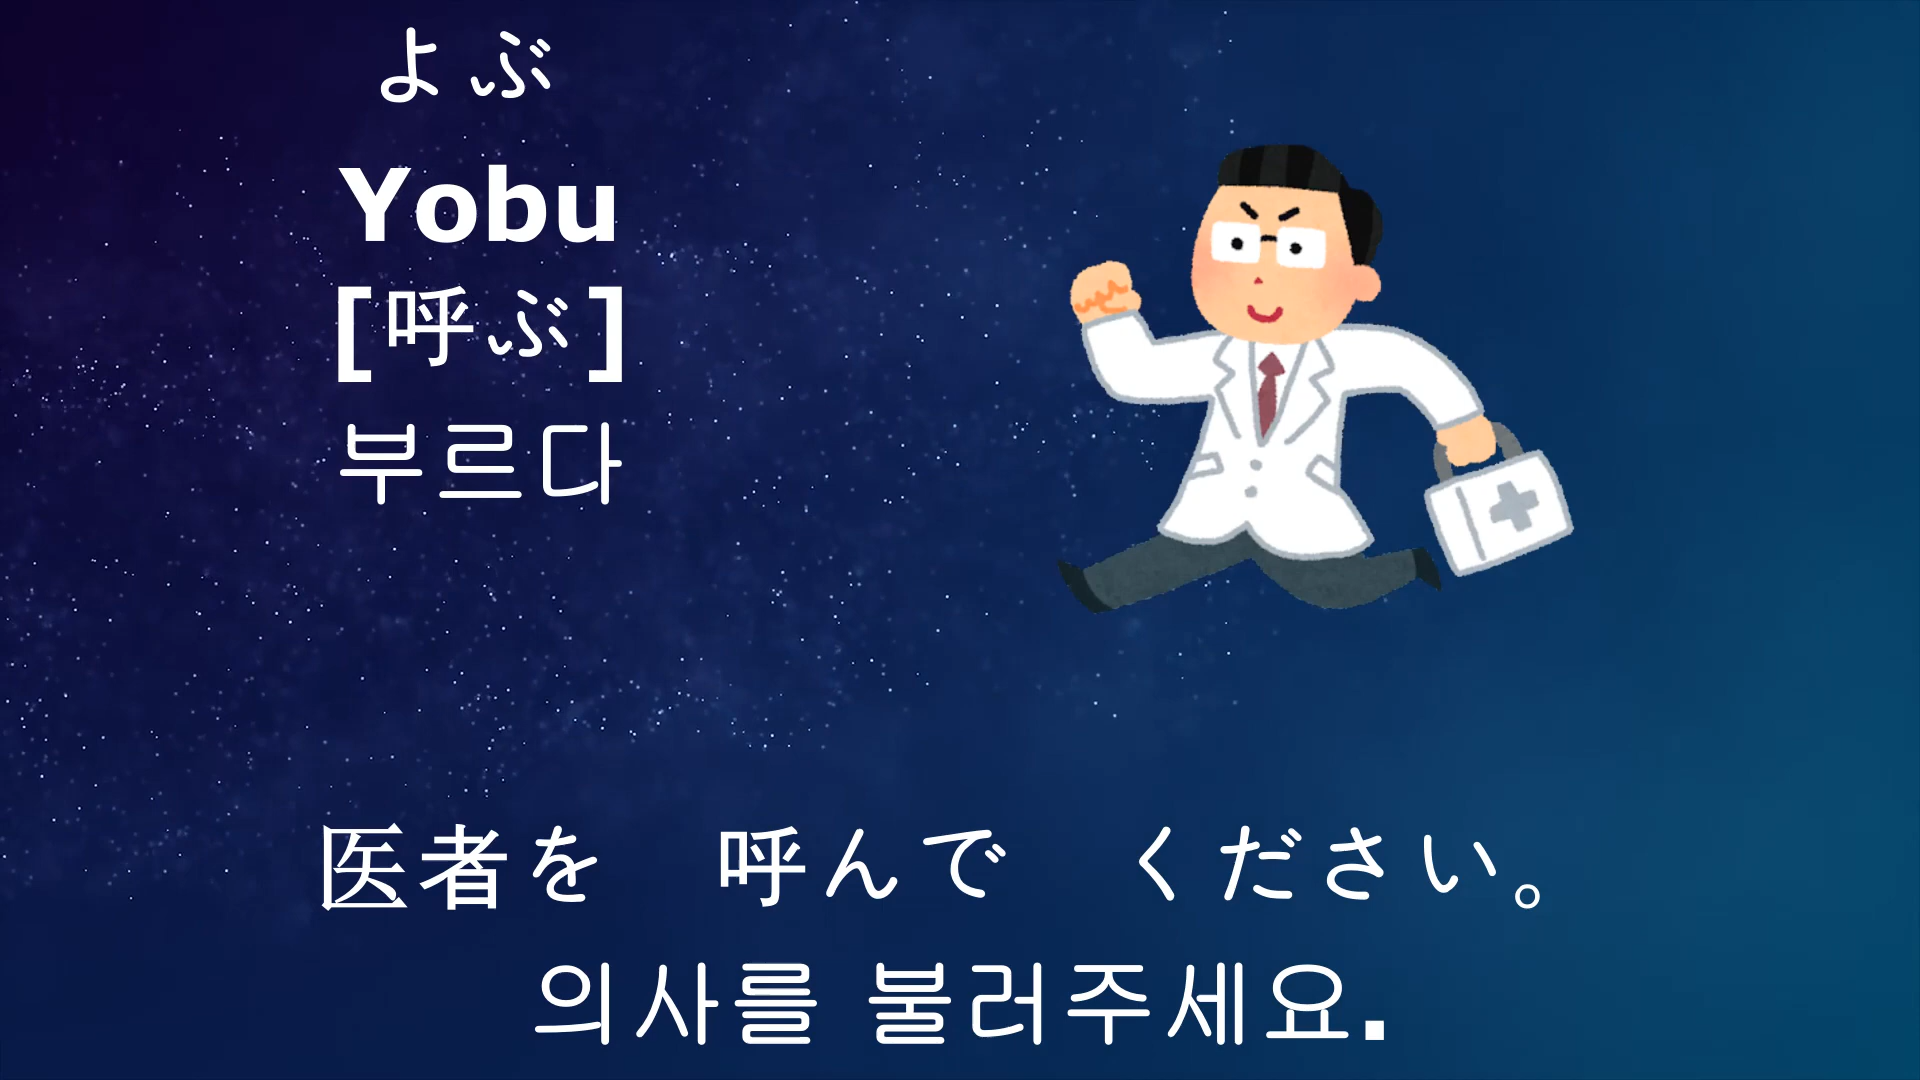 よぶ
Yobu
[呼ぶ]
부르다
医者を　呼んで　ください。
의사를 불러주세요.